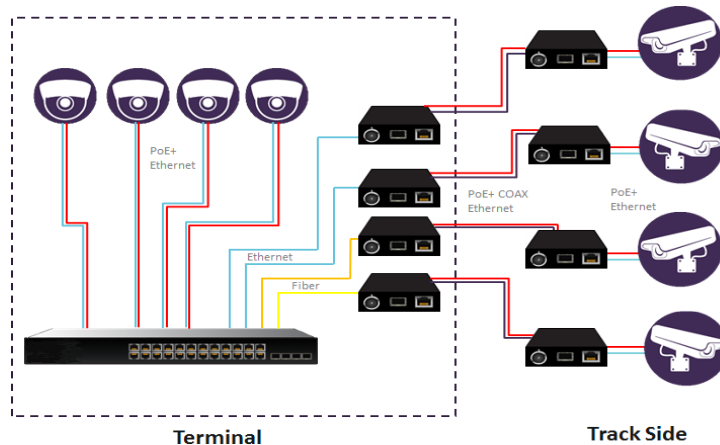 PoE+
Ethernet
Ethernet
Fiber
PoE+ COAX
Ethernet
PoE+
Ethernet
Terminal
Track Side